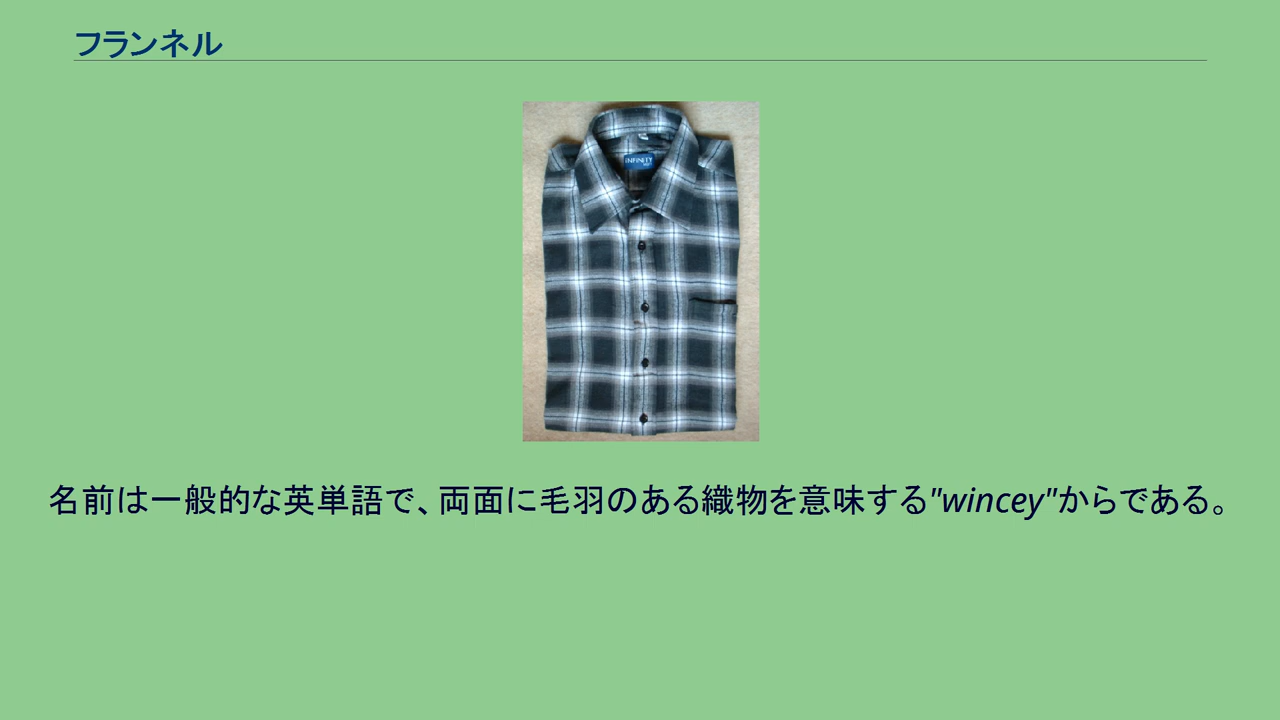 フランネル
INFINITY
名前は一般的な英単語で、両面に毛羽のある織物を意味する"wincey"からである。